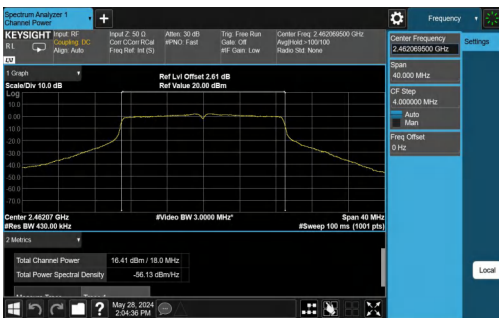 Spectrum Analyzer 1
Channel Power
+
Frequency
KEYSIGHT
Input: RF
Coupling: DC
Align: Auto
Input Z: 50 Ω
Corr CCorr RCal
Freq Ref: Int (S)
Atten: 30 dB
#PNO: Fast
Trig: Free Run
Gate: Off
#IF Gain: Low
Center Freq: 2.462069500 GHz
Avg|Hold:>100/100
Radio Std: None
RL
Center Frequency
2.462069500 GHz
Settings
Span
40.000 MHz
CF Step
4.000000 MHz
Auto
Man
Freq Offset
0 Hz
Local
1 Graph
Scale/Div 10.0 dB
Ref Lvl Offset 2.61 dB
Ref Value 20.00 dBm
Log
10.0
0.00
-10.0
-20.0
-30.0
-40.0
-50.0
-60.0
-70.0
Center 2.46207 GHz
#Video BW 3.0000 MHz*
Span 40 MHz
#Res BW 430.00 kHz
#Sweep 100 ms (1001 pts)
2 Metrics
Total Channel Power
16.41 dBm / 18.0 MHz
Total Power Spectral Density
-56.13 dBm/Hz
?
May 28, 2024
2:04:36 PM